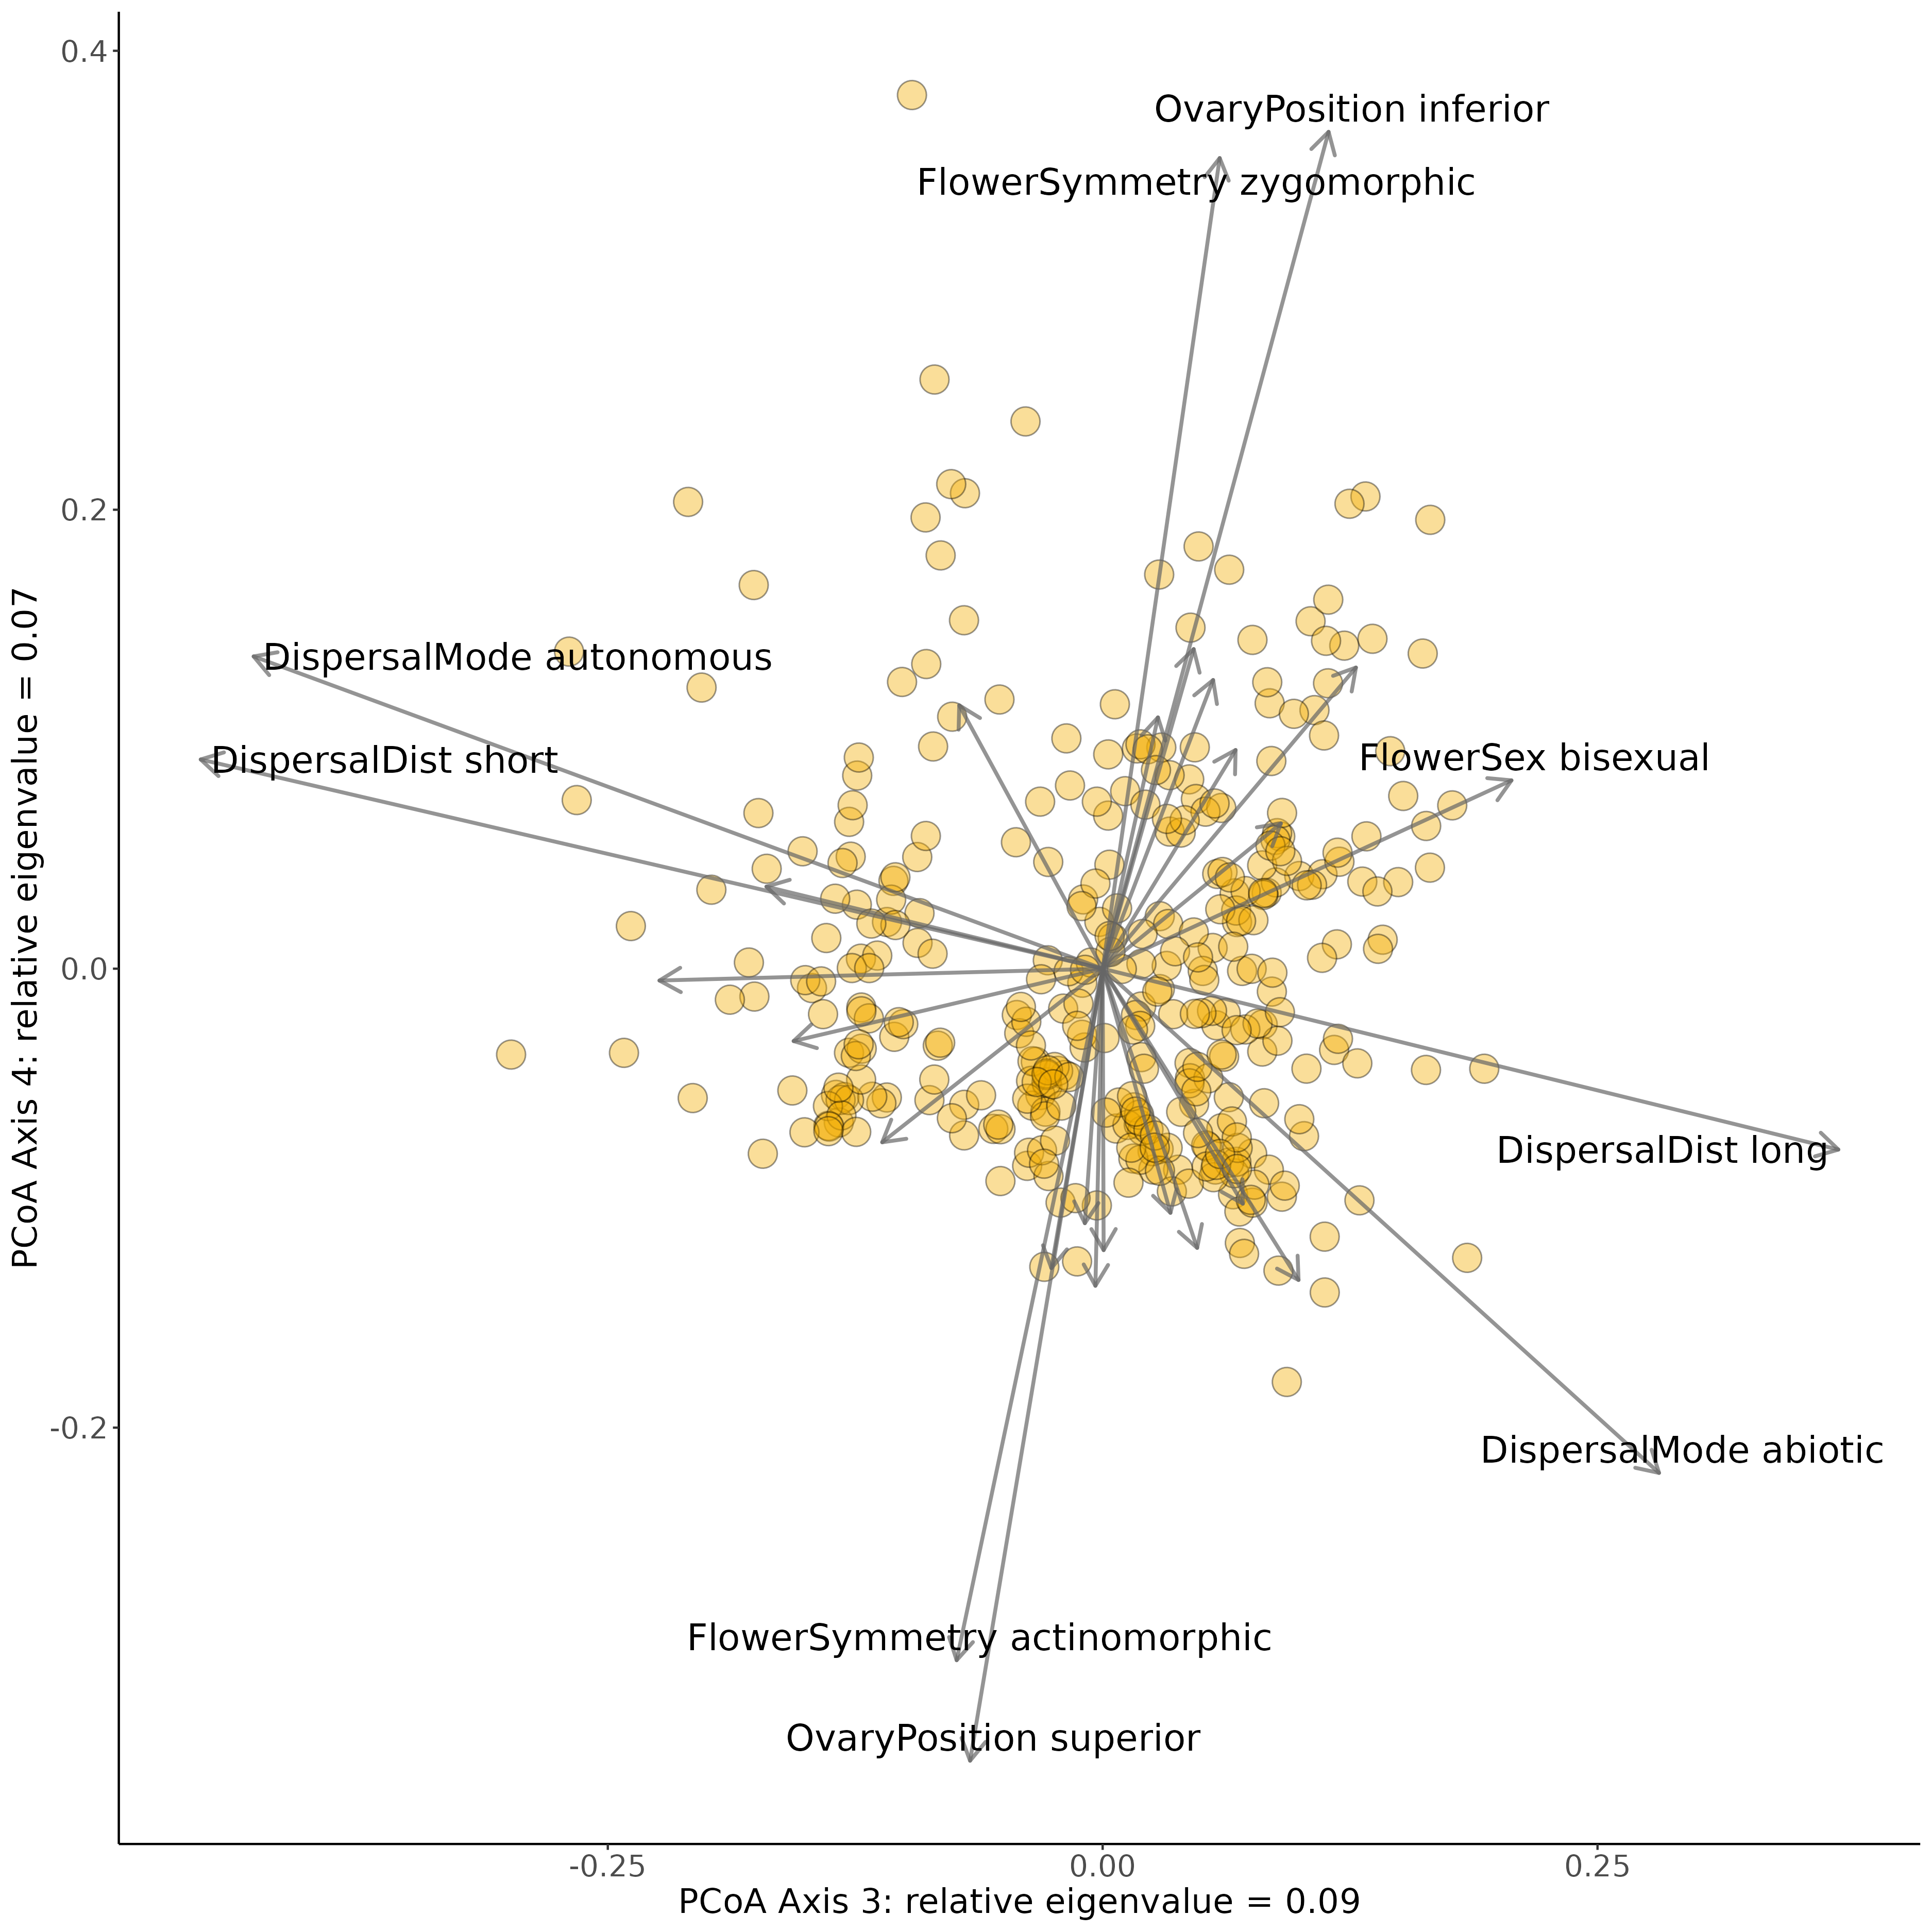 0.4
OvaryPosition inferior
FlowerSymmetry zygomorphic
0.2
DispersalMode autonomous
DispersalDist short
FlowerSex bisexual
0.0
DispersalDist long
-0.2
DispersalMode abiotic
FlowerSymmetry actinomorphic
OvaryPosition superior
PCoA Axis 4: relative eigenvalue = 0.07
-0.25 0.00 0.25
PCoA Axis 3: relative eigenvalue = 0.09